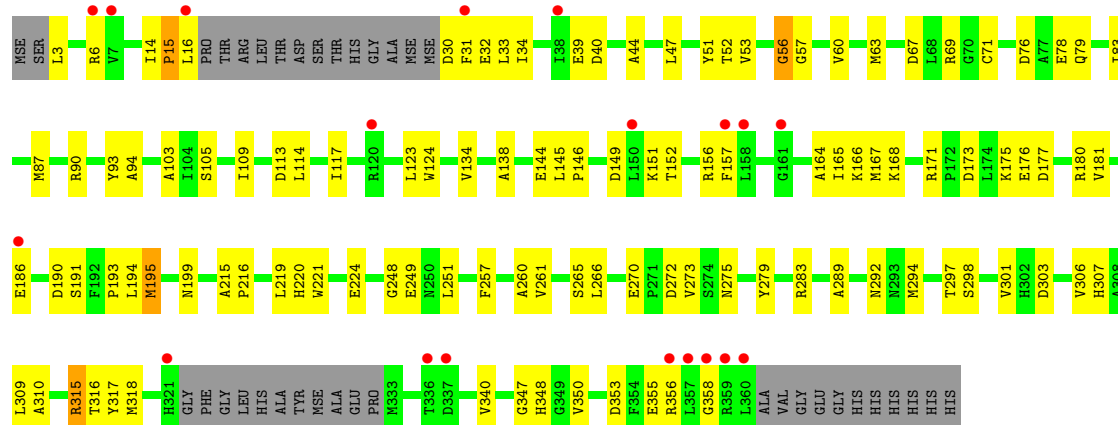 MSE SER L3 R6 V7 I14 P15 L16 PRO THR ARG LEU THR ASP SER THR THR HIS GLY ALA MSE MSE D30 F31 E32 L33 I34 I38 E39 D40 A44 L47 Y51 T52 V53 G56 G57 V60 M63 D67 L68 R69 G70 C71 D76 A77 E78 Q79 I83
M87 R90 Y93 A94 A103 I104 S105 I109 D113 L114 I117 R120 L123 W124 V134 A138 E144 L145 P146 D149 L150 K151 T152 R156 F157 L158 G161 A164 I165 K166 M167 K168 R171 P172 D173 L174 K175 E176 D177 R180 V181
E186 D190 S191 F192 P193 L194 M195 N199 A215 P216 L219 H220 W221 E224 G248 E249 N250 L251 F257 A260 V261 S265 L266 E270 P271 D272 V273 S274 N275 Y279 R283 A289 N292 N293 M294 T297 S298 V301 H302 D303 V306 H307 A308
L309 A310 R315 T316 Y317 M318 H321 GLY PHE GLY LEU HIS ALA TYR MSE ALA GLU PRO M333 T336 D337 V340 G347 H348 G349 V350 D353 F354 E355 R356 L357 G358 R359 L360 ALA VAL GLY GLU GLY HIS HIS HIS HIS HIS HIS